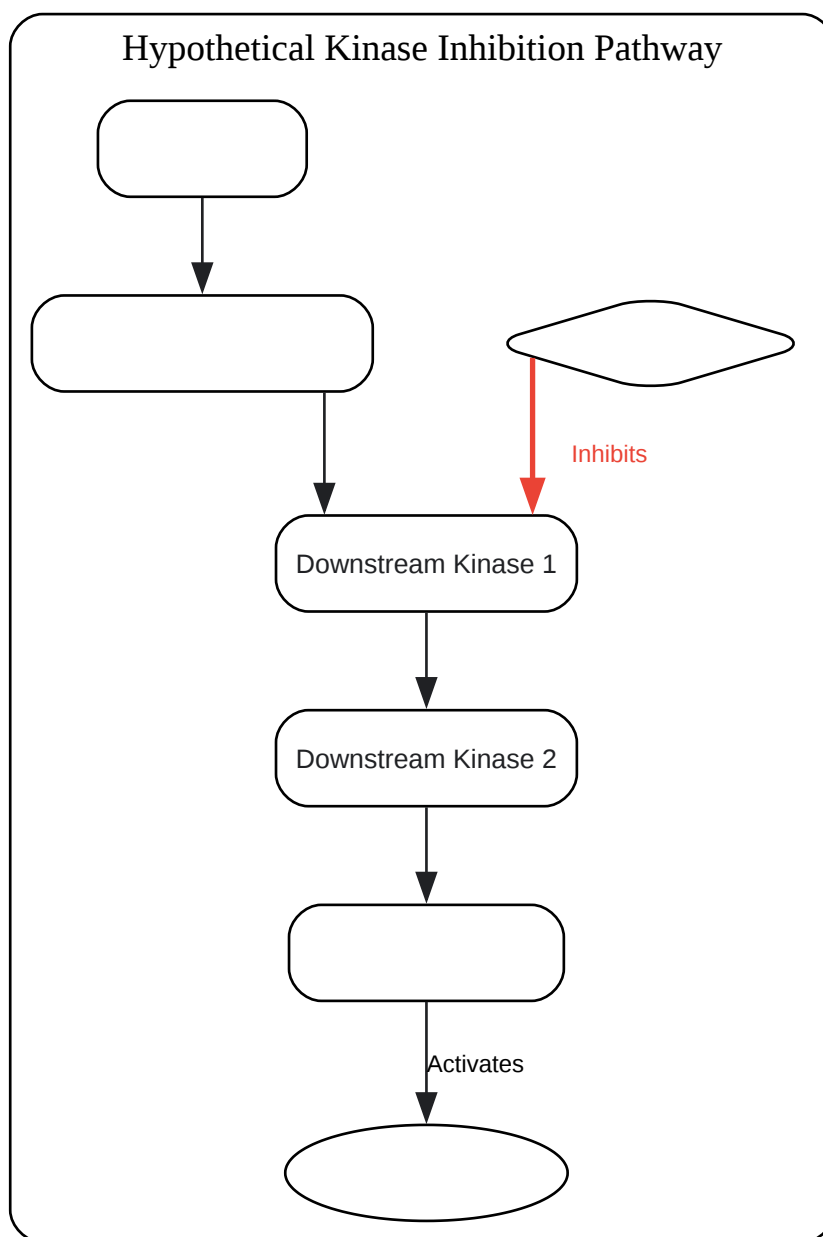 Hypothetical Kinase Inhibition Pathway
Inhibits
Downstream Kinase 1
Downstream Kinase 2
Activates